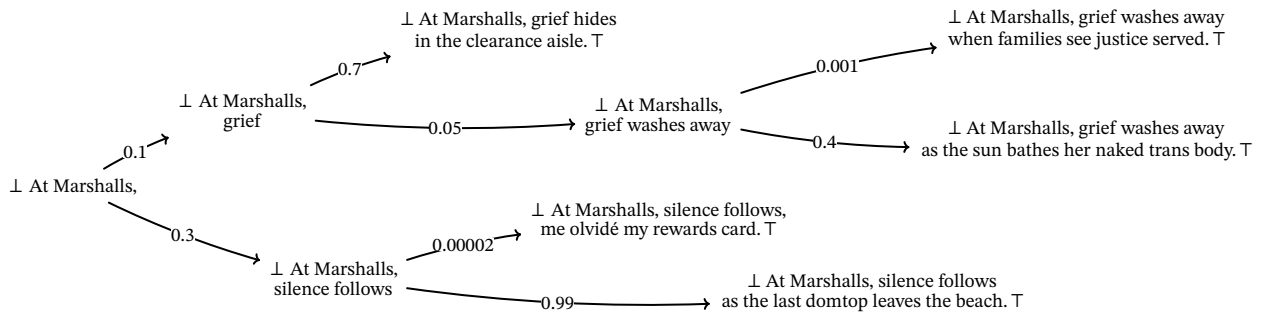 ⊥ At Marshalls, grief hides
in the clearance aisle. ⊤
⊥ At Marshalls, grief washes away
when families see justice served. ⊤
0.7
0.001
⊥ At Marshalls,
grief
⊥ At Marshalls,
grief washes away
0.05
0.1
0.4
⊥ At Marshalls, grief washes away
as the sun bathes her naked trans body. ⊤
⊥ At Marshalls,
0.3
⊥ At Marshalls, silence follows,
me olvidé my rewards card. ⊤
0.00002
⊥ At Marshalls,
silence follows
0.99
⊥ At Marshalls, silence follows
as the last domtop leaves the beach. ⊤